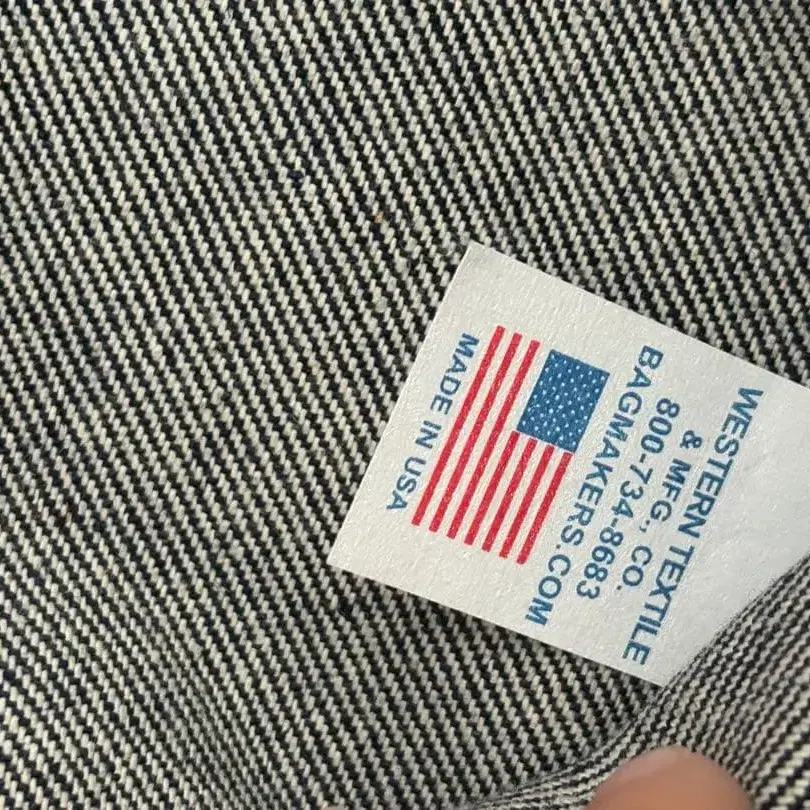 WESTERN TEXTILE
& MFG. CO.
800-734-8683
BAGMAKERS.COM
MADE IN USA